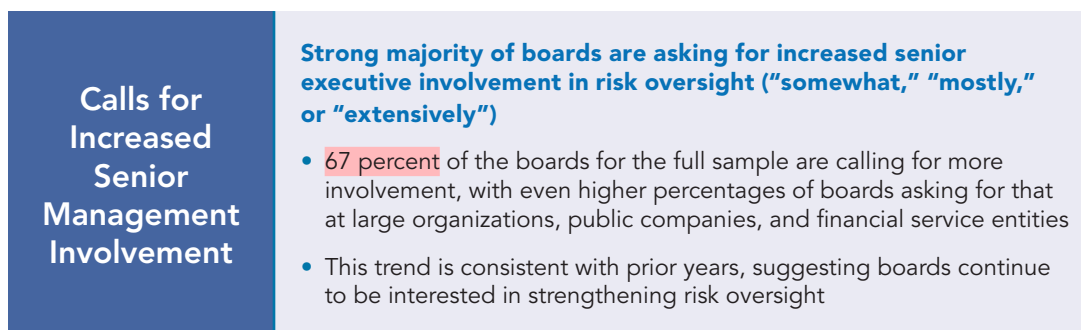 Calls for
Increased
Senior
Management
Involvement
Strong majority of boards are asking for increased senior
executive involvement in risk oversight (“somewhat,” “mostly,”
or “extensively”)
• 67 percent of the boards for the full sample are calling for more
involvement, with even higher percentages of boards asking for that
at large organizations, public companies, and financial service entities
• This trend is consistent with prior years, suggesting boards continue
to be interested in strengthening risk oversight